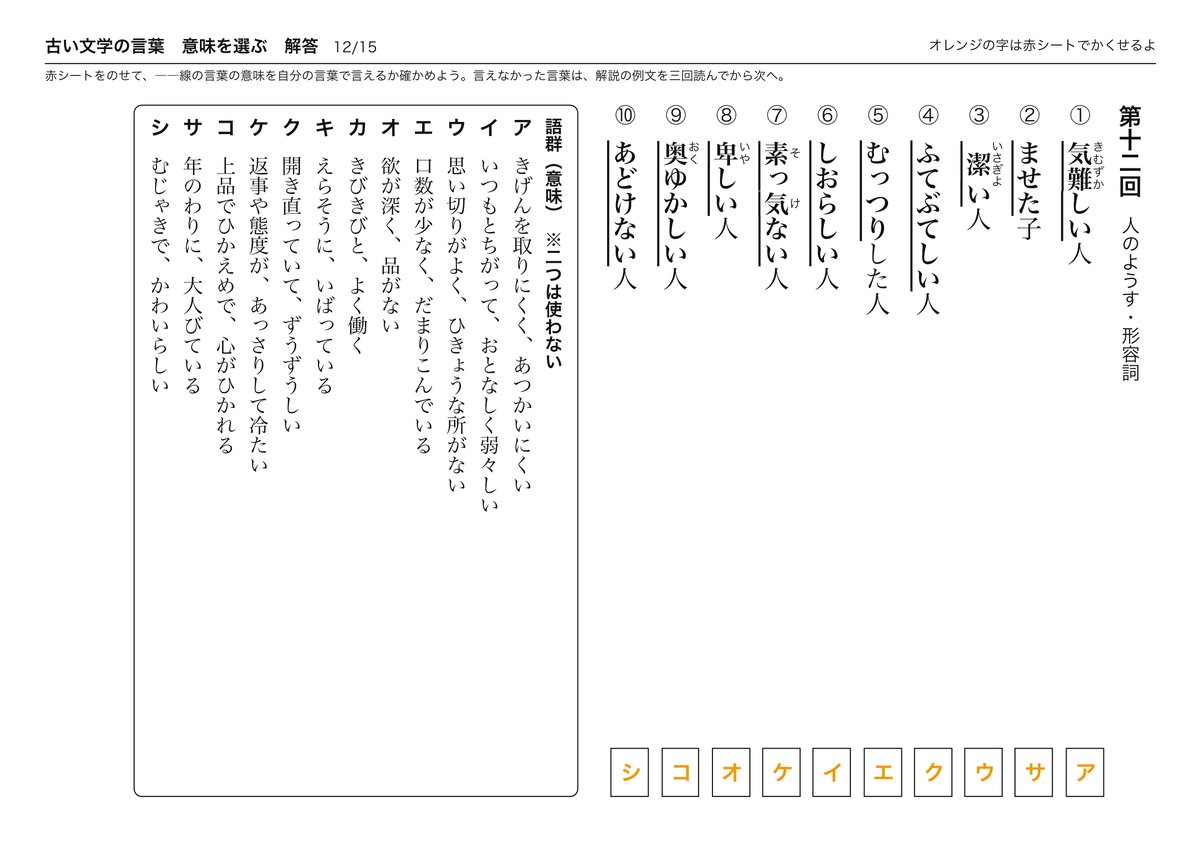 古い文学の言葉 意味を選ぶ 解答 12/15
オレンジの字は赤シートでかくせるよ
赤シートをのせて、――線の言葉の意味を自分の言葉で言えるか確かめよう。言えなかった言葉は、解説の例文を三回読んでから次へ。
第十二回 人のようす・形容詞
① 気難しい人 きむずか ア
② ませた子 サ
③ 潔い人 いさぎよ ウ
④ ふてぶてしい人 ク
⑤ むっつりした人 エ
⑥ しおらしい人 イ
⑦ 素っ気ない人 そ け ケ
⑧ 卑しい人 いや オ
⑨ 奥ゆかしい人 おく コ
⑩ あどけない人 シ
語群(意味) ※二つは使わない
ア きげんを取りにくく、あつかいにくい
イ いつもとちがって、おとなしく弱々しい
ウ 思い切りがよく、ひきょうな所がない
エ 口数が少なく、だまりこんでいる
オ 欲が深く、品がない
カ きびきびと、よく働く
キ えらそうに、いばっている
ク 開き直っていて、ずうずうしい
ケ 返事や態度が、あっさりして冷たい
コ 上品でひかえめで、心がひかれる
サ 年のわりに、大人びている
シ むじゃきで、かわいらしい